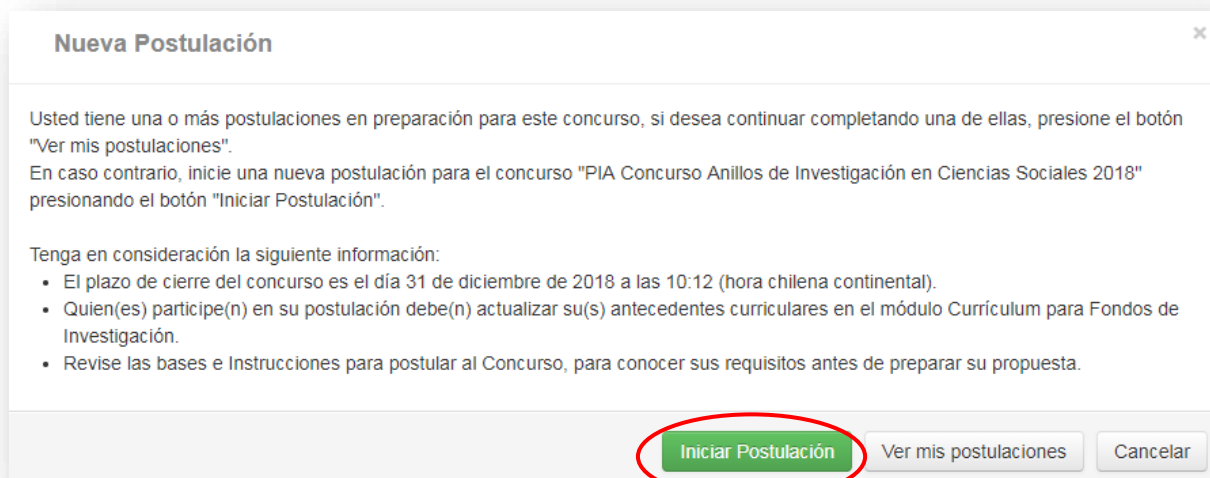 Nueva Postulación
×
Usted tiene una o más postulaciones en preparación para este concurso, si desea continuar completando una de ellas, presione el botón
"Ver mis postulaciones".
En caso contrario, inicie una nueva postulación para el concurso "PIA Concurso Anillos de Investigación en Ciencias Sociales 2018"
presionando el botón "Iniciar Postulación".
Tenga en consideración la siguiente información:
• El plazo de cierre del concurso es el día 31 de diciembre de 2018 a las 10:12 (hora chilena continental).
• Quien(es) participe(n) en su postulación debe(n) actualizar su(s) antecedentes curriculares en el módulo Currículum para Fondos de
Investigación.
• Revise las bases e Instrucciones para postular al Concurso, para conocer sus requisitos antes de preparar su propuesta.
Iniciar Postulación Ver mis postulaciones Cancelar